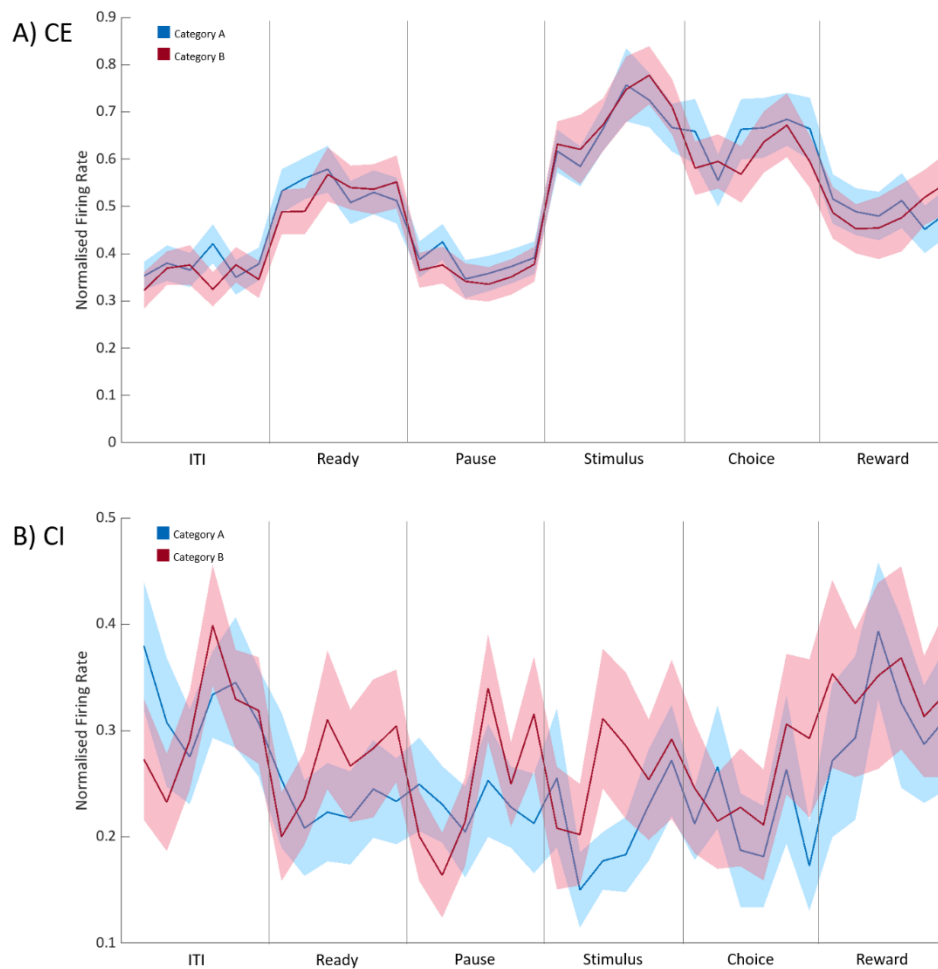 A) CE
Category A
Category B
Normalised Firing Rate
0.9
0.8
0.7
0.6
0.5
0.4
0.3
0.2
0.1
0
ITI Ready Pause Stimulus Choice Reward
B) CI
Category A
Category B
Normalised Firing Rate
0.5
0.4
0.3
0.2
0.1
ITI Ready Pause Stimulus Choice Reward